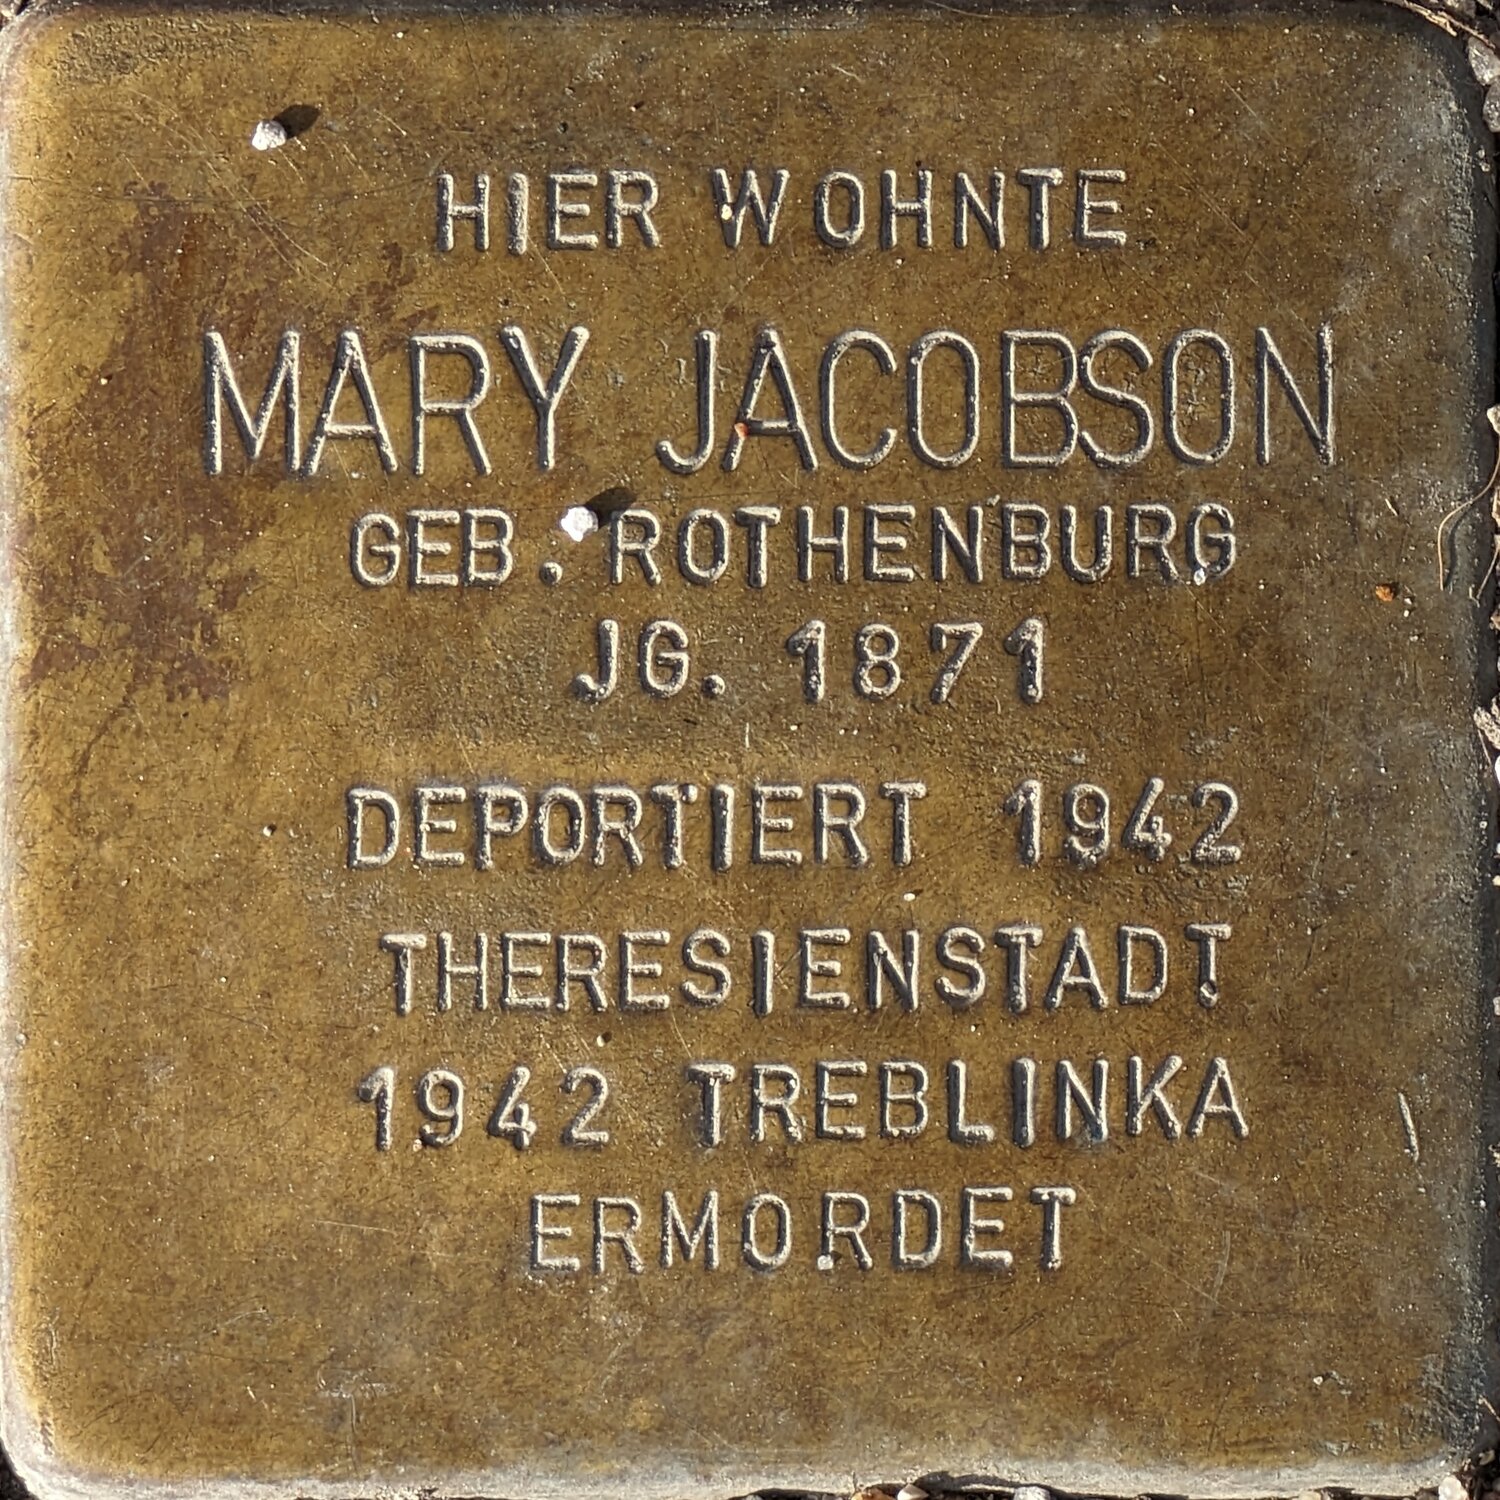 HIER WOHNTE
MARY JACOBSON
GEB. ROTHENBURG
JG. 1871
DEPORTIERT 1942
THERESIENSTADT
1942 TREBLINKA
ERMORDET